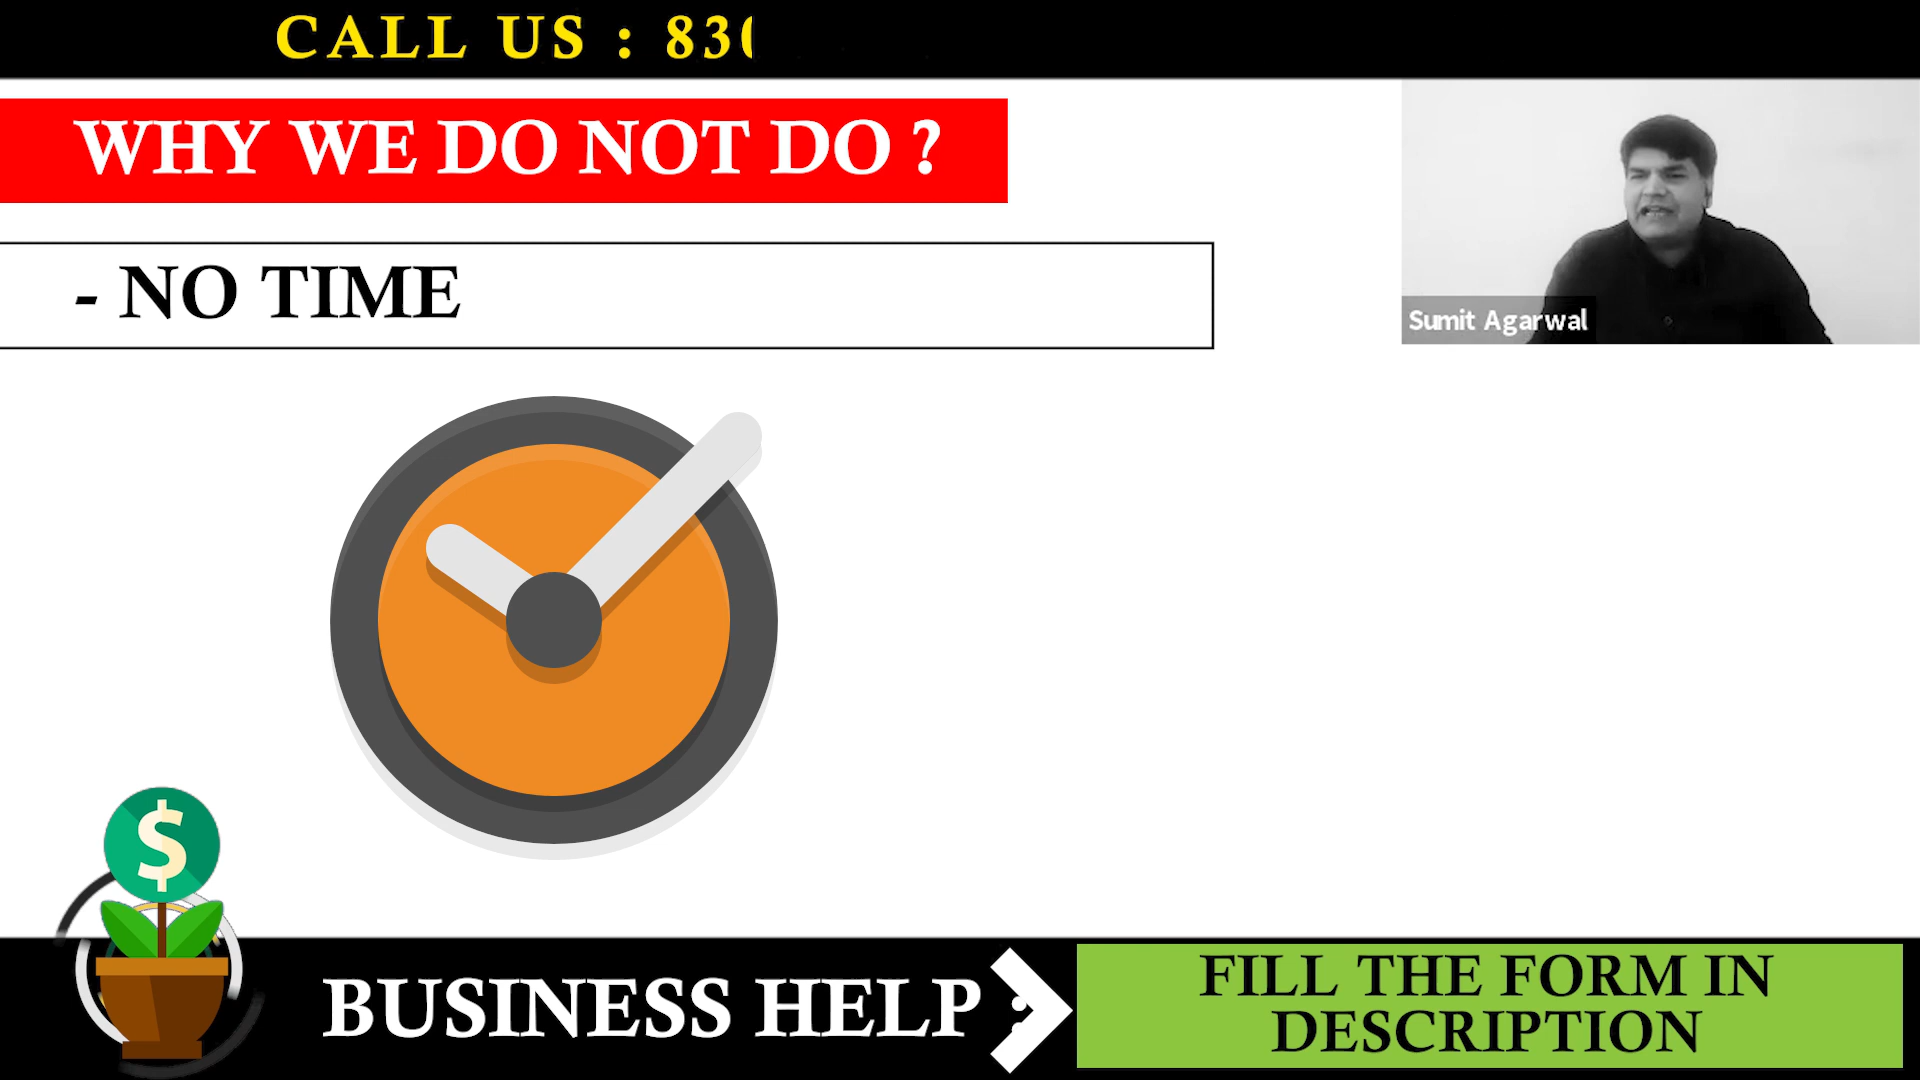 CALL US : 83
WHY WE DO NOT DO ?
- NO TIME
Sumit Agarwal
$
BUSINESS HELP :
FILL THE FORM IN
DESCRIPTION